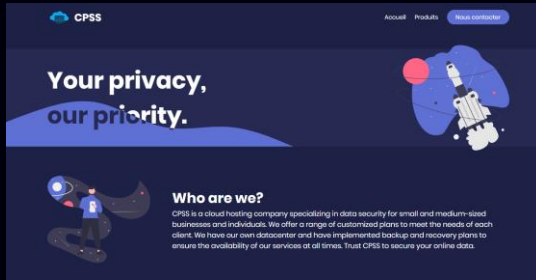 CPSS
Accueil Produits Nous contacter
Your privacy,
our priority.
Who are we?
CPSS is a cloud hosting company specializing in data security for small and medium-sized
businesses and individuals. We offer a range of customized plans to meet the needs of each
client. We have our own datacenter and have implemented backup and recovery plans to
ensure the availability of our services at all times. Trust CPSS to secure your online data.